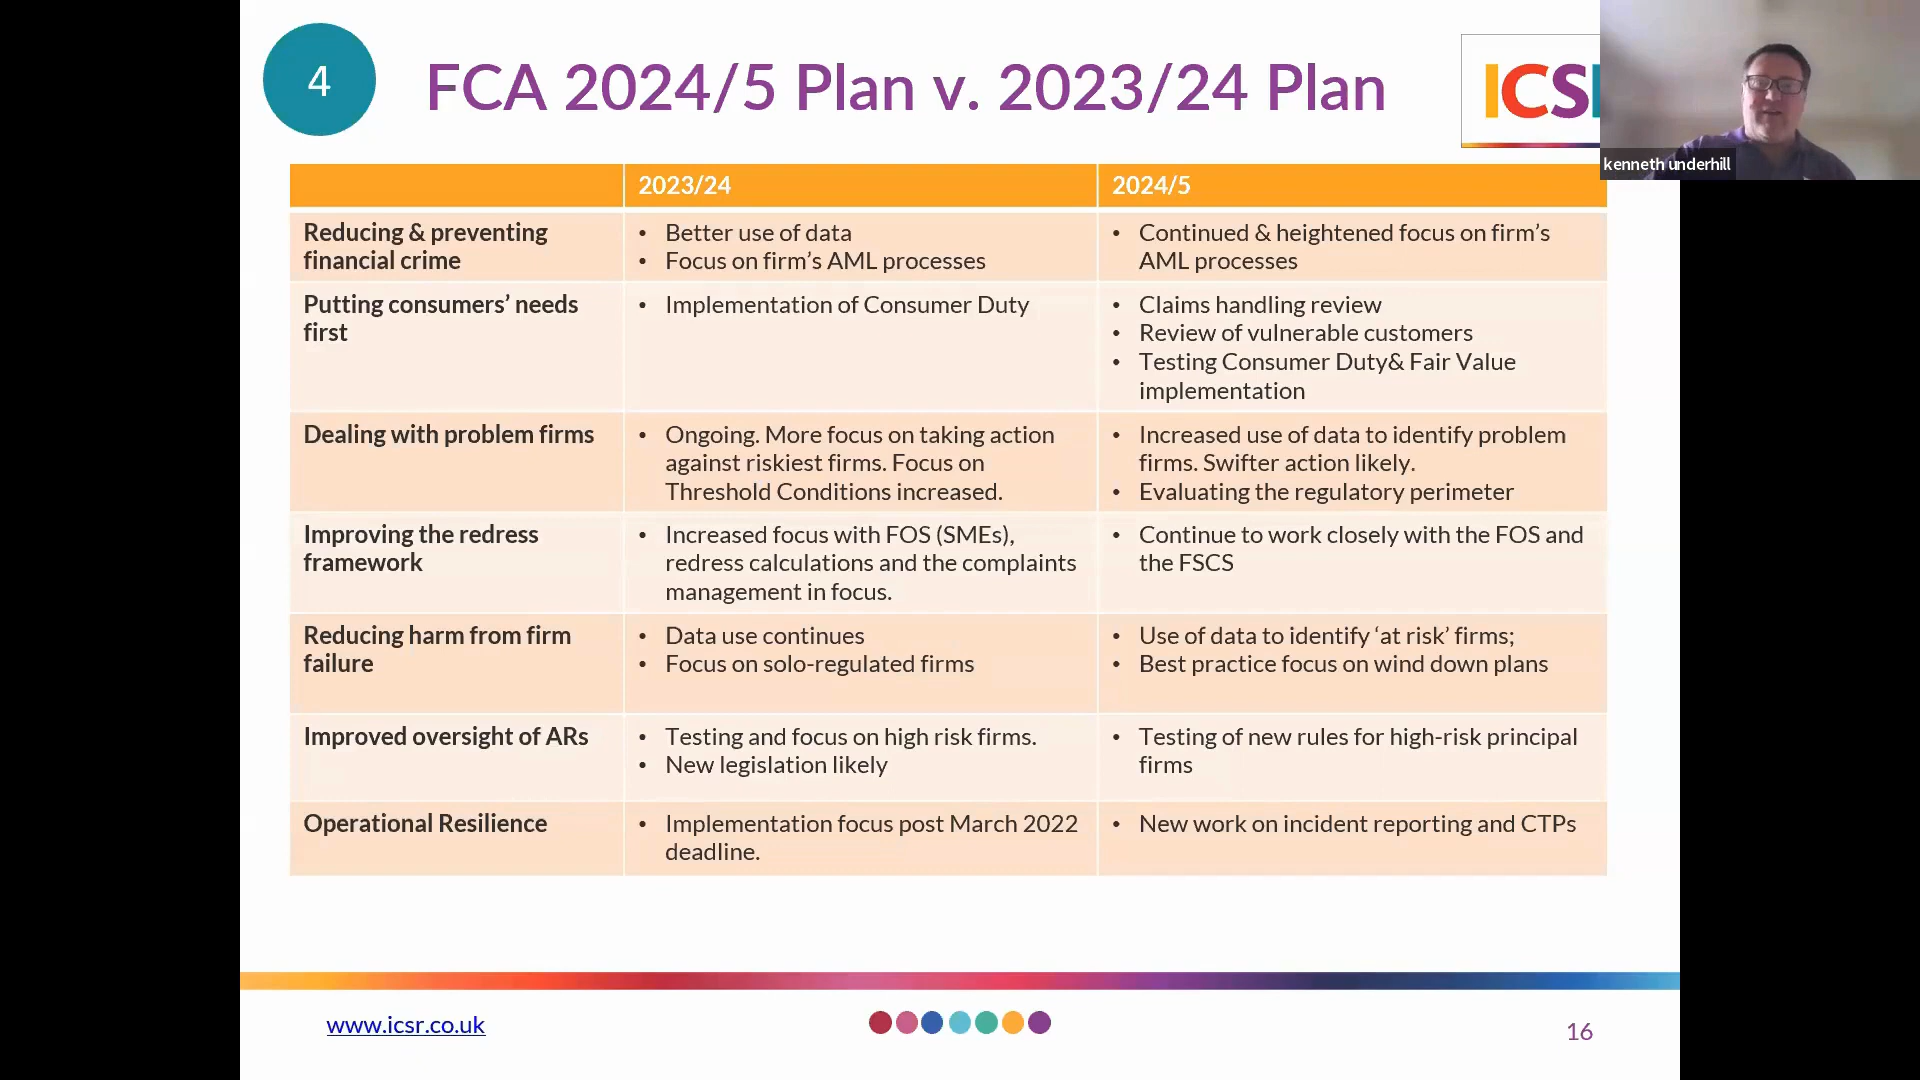 4
FCA 2024/5 Plan v. 2023/24 Plan
ICS
kenneth underhill
2023/24
2024/5
Reducing & preventing
financial crime
• Better use of data
• Focus on firm’s AML processes
• Continued & heightened focus on firm’s
AML processes
Putting consumers’ needs
first
• Implementation of Consumer Duty
• Claims handling review
• Review of vulnerable customers
• Testing Consumer Duty& Fair Value
implementation
Dealing with problem firms
• Ongoing. More focus on taking action
against riskiest firms. Focus on
Threshold Conditions increased.
• Increased use of data to identify problem
firms. Swifter action likely.
• Evaluating the regulatory perimeter
Improving the redress
framework
• Increased focus with FOS (SMEs),
redress calculations and the complaints
management in focus.
• Continue to work closely with the FOS and
the FSCS
Reducing harm from firm
failure
• Data use continues
• Focus on solo-regulated firms
• Use of data to identify ‘at risk’ firms;
• Best practice focus on wind down plans
Improved oversight of ARs
• Testing and focus on high risk firms.
• New legislation likely
• Testing of new rules for high-risk principal
firms
Operational Resilience
• Implementation focus post March 2022
deadline.
• New work on incident reporting and CTPs
www.icsr.co.uk
16